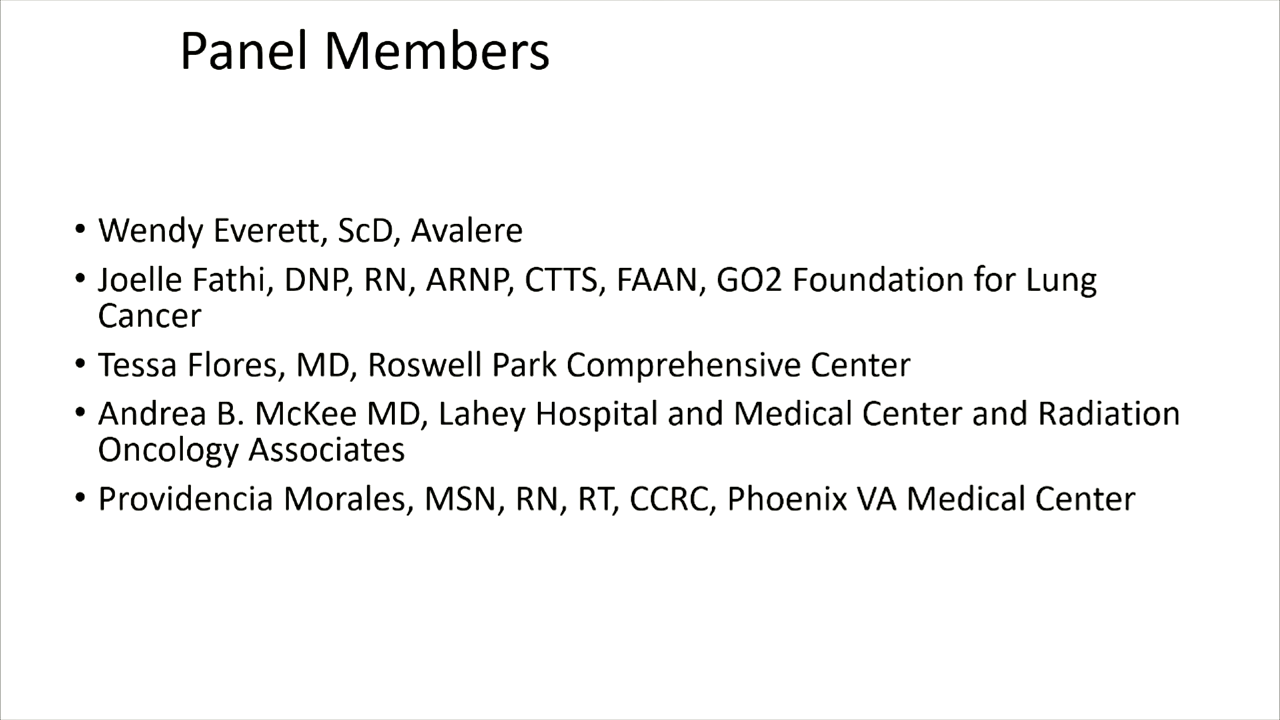 Panel Members
• Wendy Everett, ScD, Avalere
• Joelle Fathi, DNP, RN, ARNP, CTTS, FAAN, GO2 Foundation for Lung
Cancer
• Tessa Flores, MD, Roswell Park Comprehensive Center
• Andrea B. McKee MD, Lahey Hospital and Medical Center and Radiation
Oncology Associates
• Providencia Morales, MSN, RN, RT, CCRC, Phoenix VA Medical Center